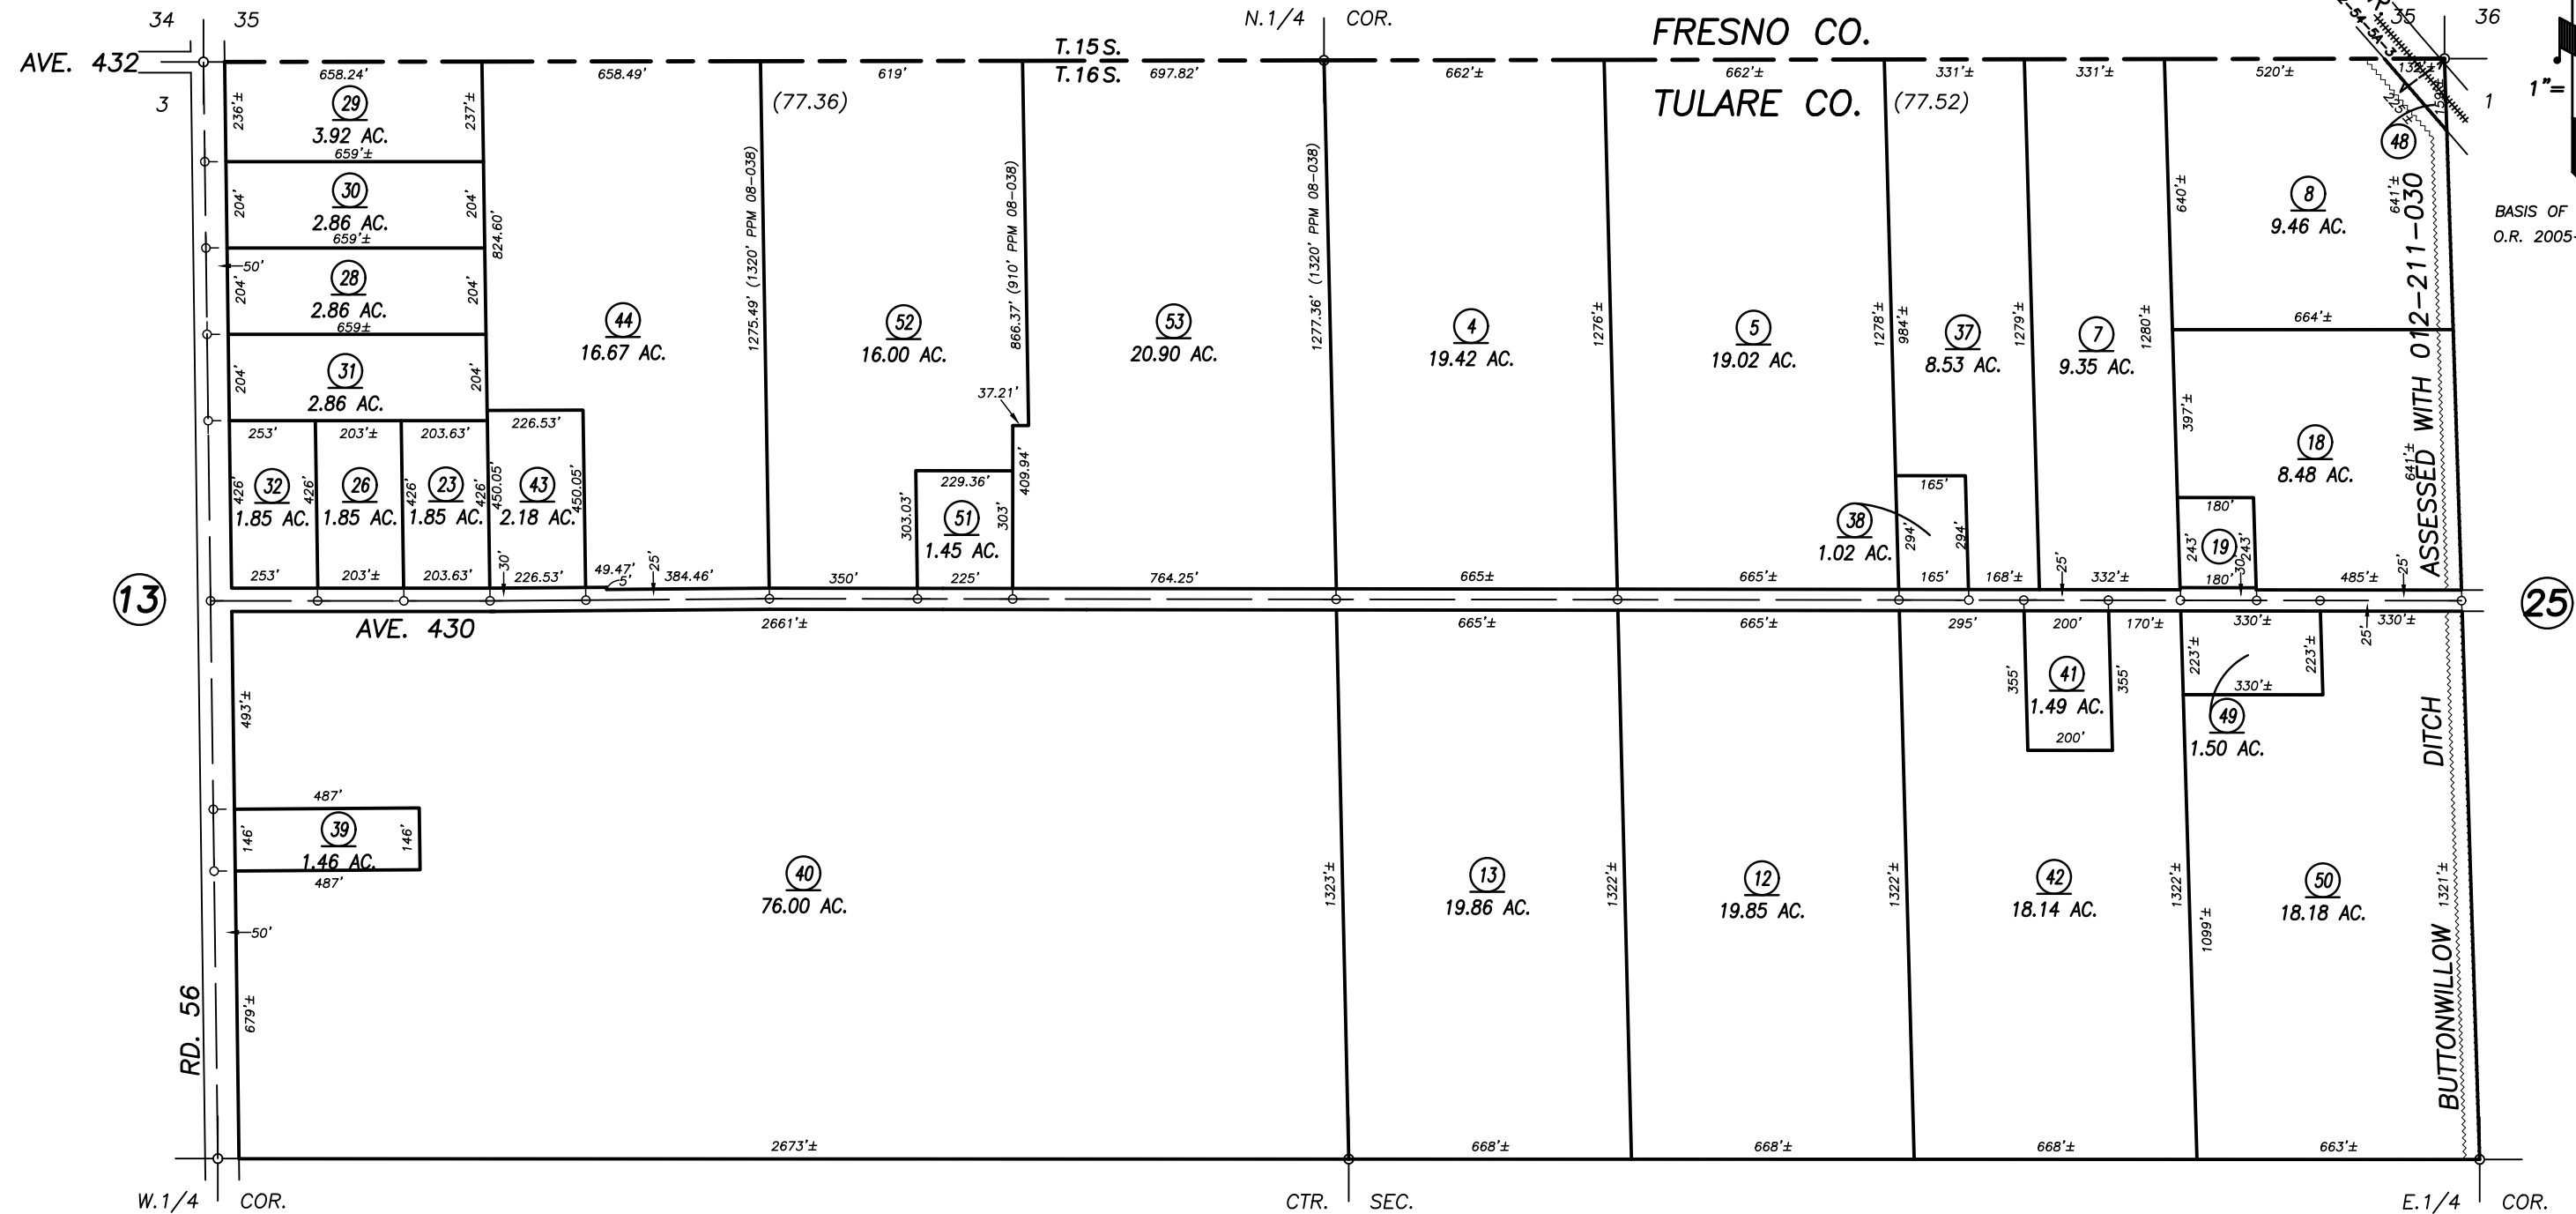 34 35
N.1/4 COR.
FRESNO CO.
35 36
AVE. 432
T.15S.
T.16S.
658.24' 658.49' 619' 697.82' 662'± 662'± 331'± 331'± 520'± 132'±
3
(77.36)
TULARE CO. (77.52)
1
1"=
236'± 29 237'±
3.92 AC.
659'±
225'±
159'±
48
204' 30 204'
2.86 AC.
659'±
824.60'
50'
204' 28 204'
2.86 AC.
659±
204' 31 204'
2.86 AC.
44
16.67 AC.
1275.49' (1320' PPM 08-038)
52
16.00 AC.
866.37' (910' PPM 08-038)
37.21'
409.94'
53
20.90 AC.
1277.36' (1320' PPM 08-038)
4
19.42 AC.
1276'±
5
19.02 AC.
1278'± 984'±
37
8.53 AC.
1279'±
7
9.35 AC.
1280'±
640'±
8
9.46 AC.
641'±
664'±
397'±
18
8.48 AC.
641'±
ASSESSED WITH 012-211-030
BASIS OF
O.R. 2005-
253' 203'± 203.63' 226.53'
426' 32 426' 26 426' 23 426' 450.05' 43 450.05'
1.85 AC. 1.85 AC. 1.85 AC. 2.18 AC.
229.36'
303.03' 51 303'
1.45 AC.
165'
38
1.02 AC.
294' 294'
180'
243' 19 243'
180'
30'
253' 203'± 203.63' 30' 226.53' 49.47' 5' 25' 384.46' 350' 225' 764.25' 665± 665'± 165' 168'± 25' 332'± 485'± 25'
13
25
AVE. 430
2661'± 665'± 665'± 295' 200' 170'± 330'± 25' 330'±
493'±
355' 41 355'
1.49 AC.
200'
223'± 223'±
330'±
49
1.50 AC.
DITCH
487'
146' 39 146'
1.46 AC.
487'
50'
40
76.00 AC.
1323'±
13
19.86 AC.
1322'±
12
19.85 AC.
1322'±
42
18.14 AC.
1322'±
1099'±
50
18.18 AC.
1321'±
BUTTONWILLOW
679'±
RD. 56
2673'± 668'± 668'± 668'± 663'±
W.1/4 COR.
CTR. SEC.
E.1/4 COR.